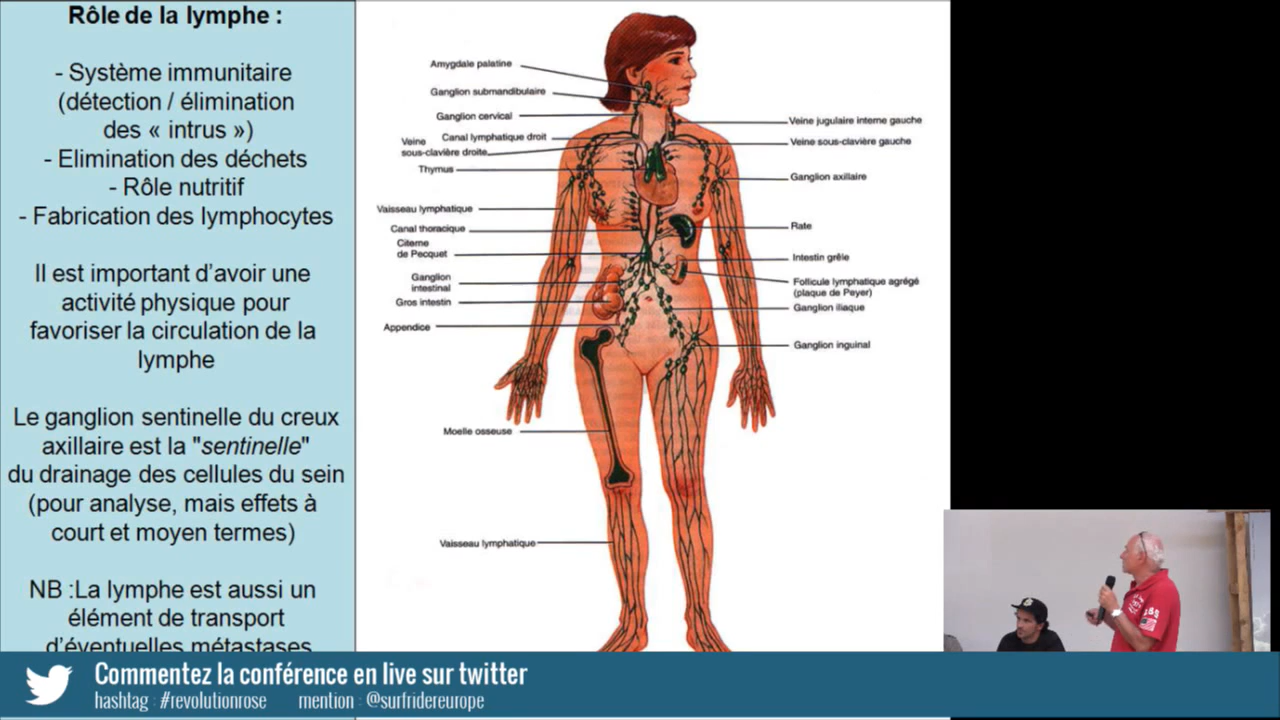 Rôle de la lymphe :
- Système immunitaire
(détection / élimination
des « intrus »)
- Elimination des déchets
- Rôle nutritif
- Fabrication des lymphocytes
Il est important d’avoir une
activité physique pour
favoriser la circulation de la
lymphe
Le ganglion sentinelle du creux
axillaire est la "sentinelle"
du drainage des cellules du sein
(pour analyse, mais effets à
court et moyen termes)
NB :La lymphe est aussi un
élément de transport
d’éventuelles métastases
Amygdale palatine
Ganglion submandibulaire
Ganglion cervical
Canal lymphatique droit
Veine
sous-clavière droite
Thymus
Vaisseau lymphatique
Canal thoracique
Citerne
de Pecquet
Ganglion
intestinal
Gros intestin
Appendice
Moelle osseuse
Vaisseau lymphatique
Veine jugulaire interne gauche
Veine sous-clavière gauche
Ganglion axillaire
Rate
Intestin grêle
Follicule lymphatique agrégé
(plaque de Peyer)
Ganglion iliaque
Ganglion inguinal
Commentez la conférence en live sur twitter
hashtag : #revolutionrose mention : @surfridereurope